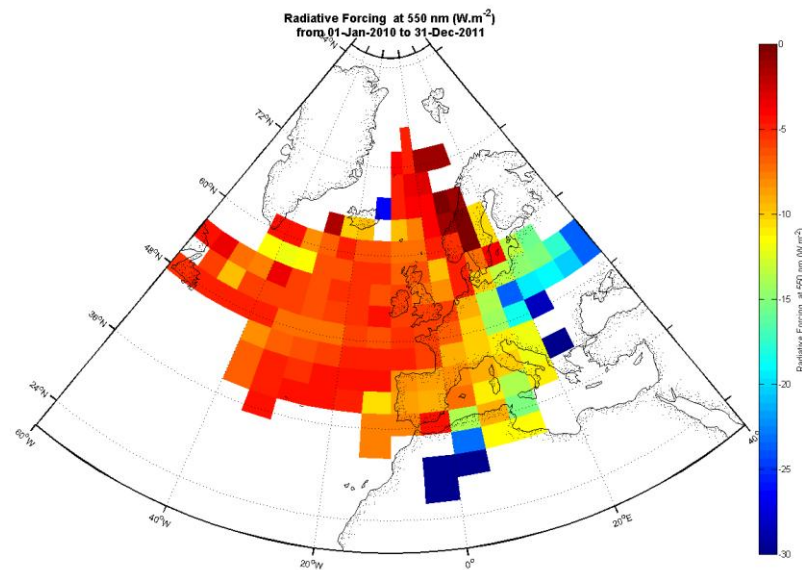 Radiative Forcing at 550 nm (W.m⁻²)
from 01-Jan-2010 to 31-Dec-2011
84°N
72°N
60°N
48°N
36°N
24°N
60°W
40°W
20°W
0°
20°E
40°E
0
-5
-10
-15
-20
-25
-30
Radiative Forcing at 550 nm (W.m⁻²)